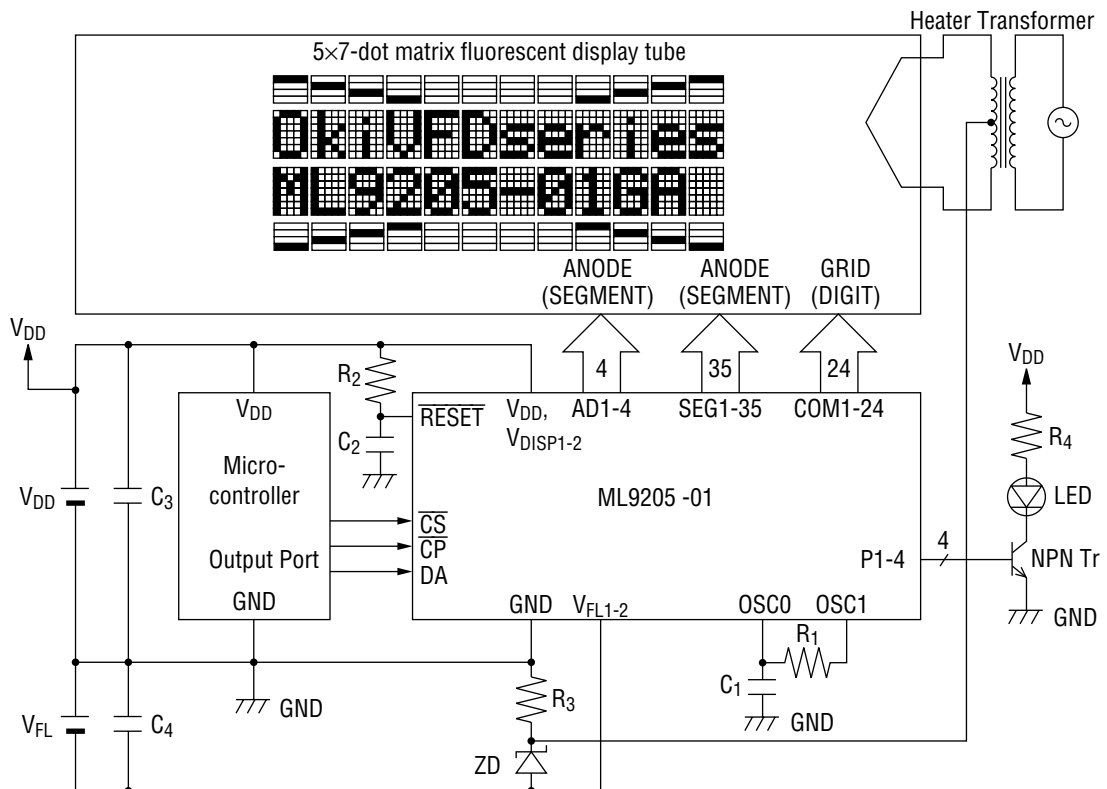 Heater Transformer
5×7-dot matrix fluorescent display tube
OkiVFDseries
ML9205-01GA
ANODE (SEGMENT)
ANODE (SEGMENT)
GRID (DIGIT)
4
35
24
VDD
VDD
R2
C2
RESET
VDD, VDISP1-2
AD1-4
SEG1-35
COM1-24
VDD
R4
LED
NPN Tr
GND
VDD
C3
Micro-controller
Output Port
GND
CS
CP
DA
ML9205 -01
P1-4
4
GND
VFL1-2
OSC0
OSC1
R1
C1
GND
GND
R3
VFL
C4
ZD